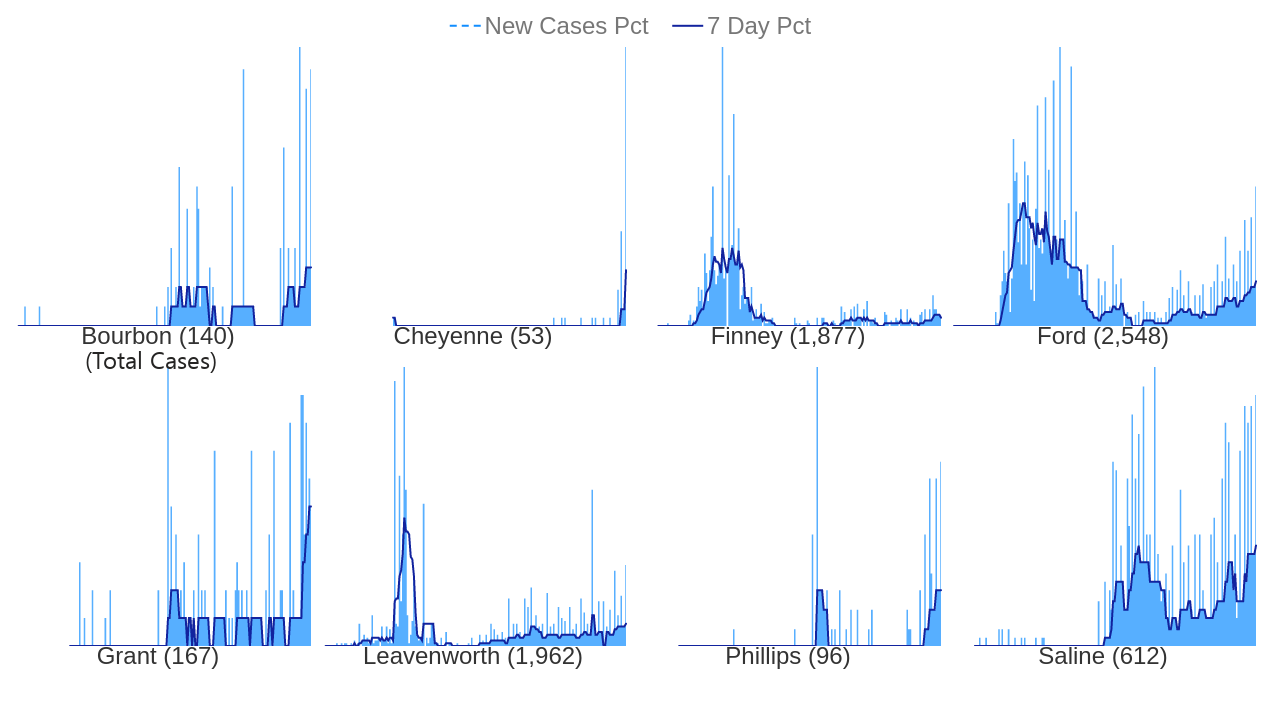 New Cases Pct 7 Day Pct
Bourbon (140)
(Total Cases)
Cheyenne (53)
Finney (1,877)
Ford (2,548)
Grant (167)
Leavenworth (1,962)
Phillips (96)
Saline (612)